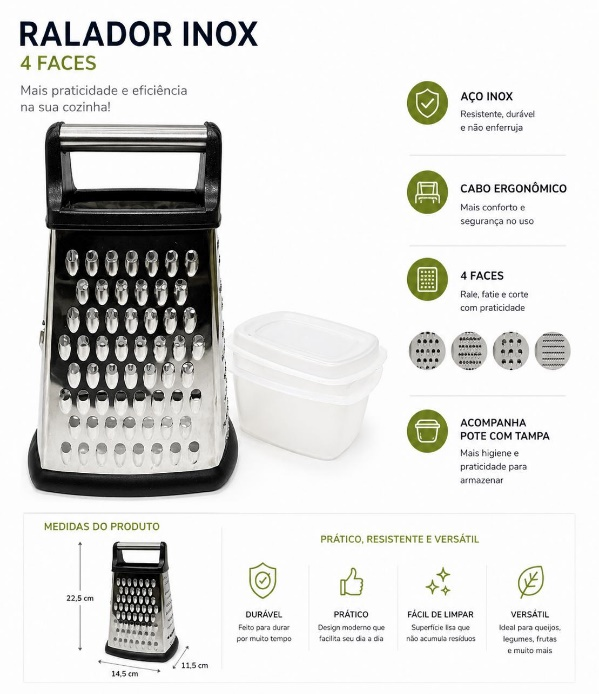 RALADOR INOX
4 FACES
Mais praticidade e eficiência
na sua cozinha!
AÇO INOX
Resistente, durável
e não enferruja
CABO ERGONÔMICO
Mais conforto e
segurança no uso
4 FACES
Rale, fatie e corte
com praticidade
ACOMPANHA
POTE COM TAMPA
Mais higiene e
praticidade para
armazenar
MEDIDAS DO PRODUTO
22,5 cm
14,5 cm
11,5 cm
PRÁTICO, RESISTENTE E VERSÁTIL
DURÁVEL
Feito para durar
por muito tempo
PRÁTICO
Design moderno que
facilita seu dia a dia
FÁCIL DE LIMPAR
Superfície lisa que
não acumula resíduos
VERSÁTIL
Ideal para queijos,
legumes, frutas
e muito mais